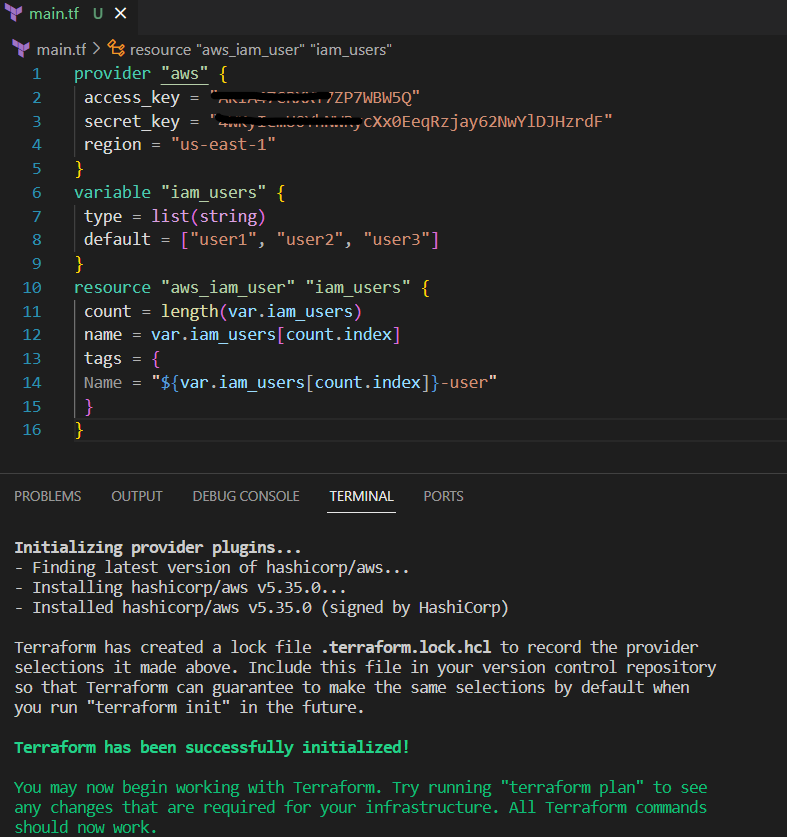 main.tf U
main.tf > resource "aws_iam_user" "iam_users"
1 provider "aws" {
2 access_key =
3 secret_key =
4 region = "us-east-1"
5 }
6 variable "iam_users" {
7 type = list(string)
8 default = ["user1", "user2", "user3"]
9 }
10 resource "aws_iam_user" "iam_users" {
11 count = length(var.iam_users)
12 name = var.iam_users[count.index]
13 tags = {
14 Name = "${var.iam_users[count.index]}-user"
15 }
16 }
PROBLEMS OUTPUT DEBUG CONSOLE TERMINAL PORTS
Initializing provider plugins...
- Finding latest version of hashicorp/aws...
- Installing hashicorp/aws v5.35.0...
- Installed hashicorp/aws v5.35.0 (signed by HashiCorp)
Terraform has created a lock file .terraform.lock.hcl to record the provider
selections it made above. Include this file in your version control repository
so that Terraform can guarantee to make the same selections by default when
you run "terraform init" in the future.
Terraform has been successfully initialized!
You may now begin working with Terraform. Try running "terraform plan" to see
any changes that are required for your infrastructure. All Terraform commands
should now work.